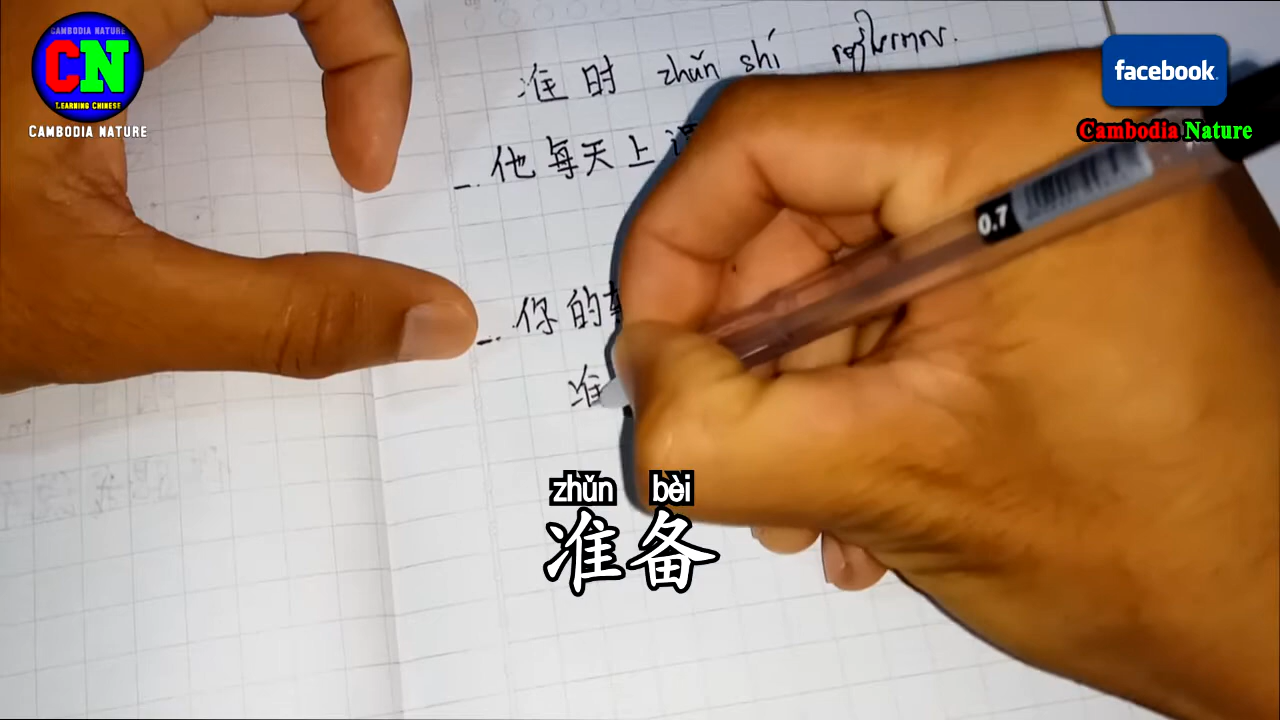 CAMBODIA NATURE
CN
LEARNING CHINESE
CAMBODIA NATURE
facebook
Cambodia Nature
准时 zhǔn shí
他每天上课
你的
准
0.7
zhǔn bèi
准备